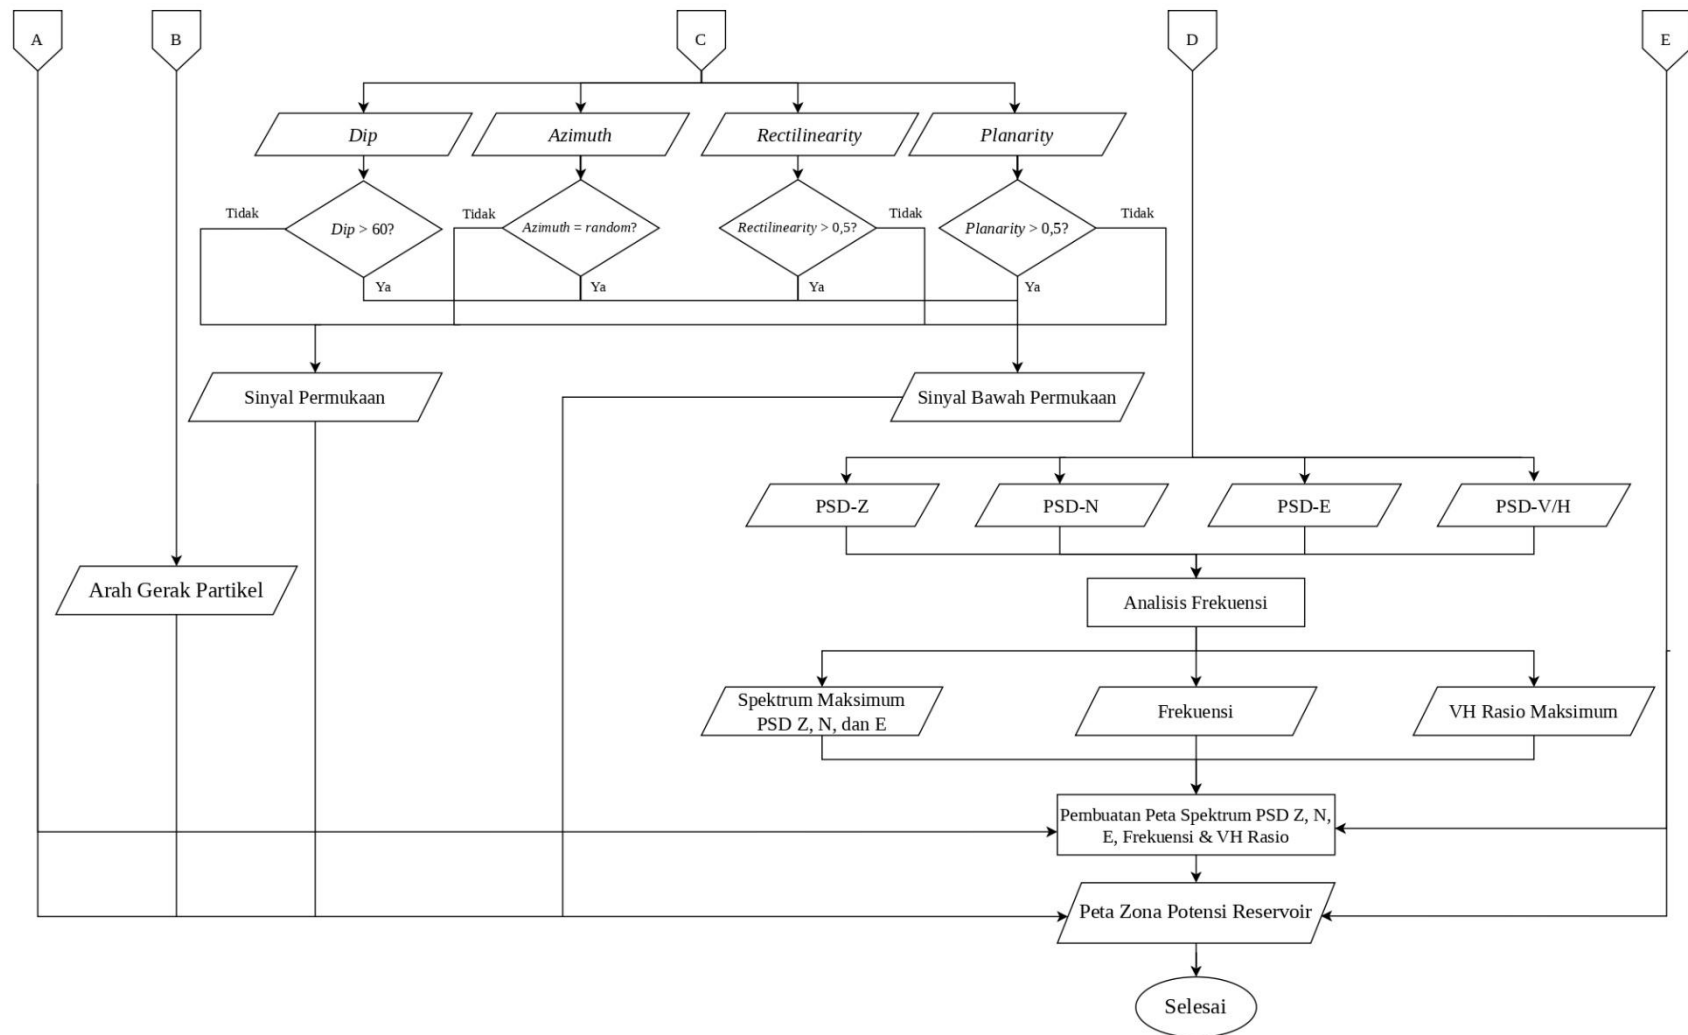 A
B
C
D
E
Dip
Azimuth
Rectilinearity
Planarity
Tidak
Dip > 60?
Tidak
Azimuth = random?
Rectilinearity > 0,5?
Tidak
Planarity > 0,5?
Tidak
Ya
Ya
Ya
Ya
Sinyal Permukaan
Sinyal Bawah Permukaan
PSD-Z
PSD-N
PSD-E
PSD-V/H
Arah Gerak Partikel
Analisis Frekuensi
Spektrum Maksimum
PSD Z, N, dan E
Frekuensi
VH Rasio Maksimum
Pembuatan Peta Spektrum PSD Z, N,
E, Frekuensi & VH Rasio
Peta Zona Potensi Reservoir
Selesai